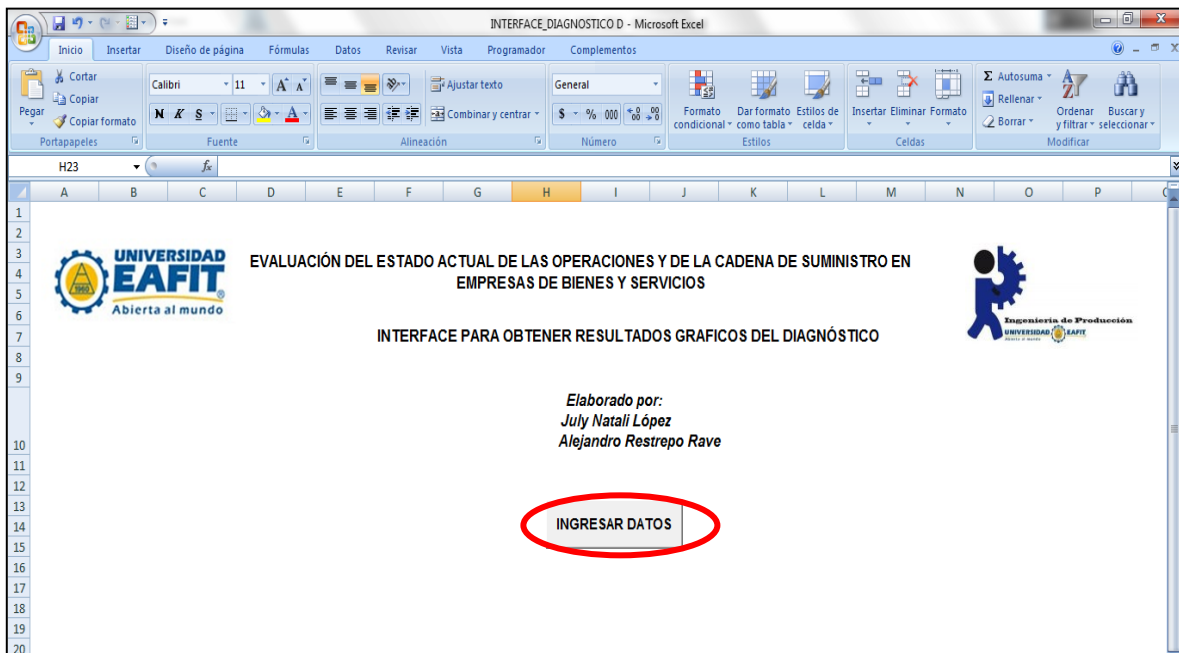 INTERFACE_DIAGNOSTICO D - Microsoft Excel
Inicio Insertar Diseño de página Fórmulas Datos Revisar Vista Programador Complementos
Pegar
Cortar
Copiar
Copiar formato
Portapapeles
Calibri 11
N K S
Fuente
Ajustar texto
Combinar y centrar
Alineación
General
$ % 000
Número
Formato condicional
Dar formato como tabla
Estilos de celda
Estilos
Insertar Eliminar Formato
Celdas
Σ Autosuma
Rellenar
Borrar
Ordenar y filtrar
Buscar y seleccionar
Modificar
H23 fx
A B C D E F G H I J K L M N O P
1
2
3
4
5
6
7
8
9
10
11
12
13
14
15
16
17
18
19
20
UNIVERSIDAD
EAFIT
®
1960
Abierta al mundo
EVALUACIÓN DEL ESTADO ACTUAL DE LAS OPERACIONES Y DE LA CADENA DE SUMINISTRO EN
EMPRESAS DE BIENES Y SERVICIOS
INTERFACE PARA OBTENER RESULTADOS GRAFICOS DEL DIAGNÓSTICO
Ingeniería de Producción
UNIVERSIDAD EAFIT
Elaborado por:
July Natali López
Alejandro Restrepo Rave
INGRESAR DATOS